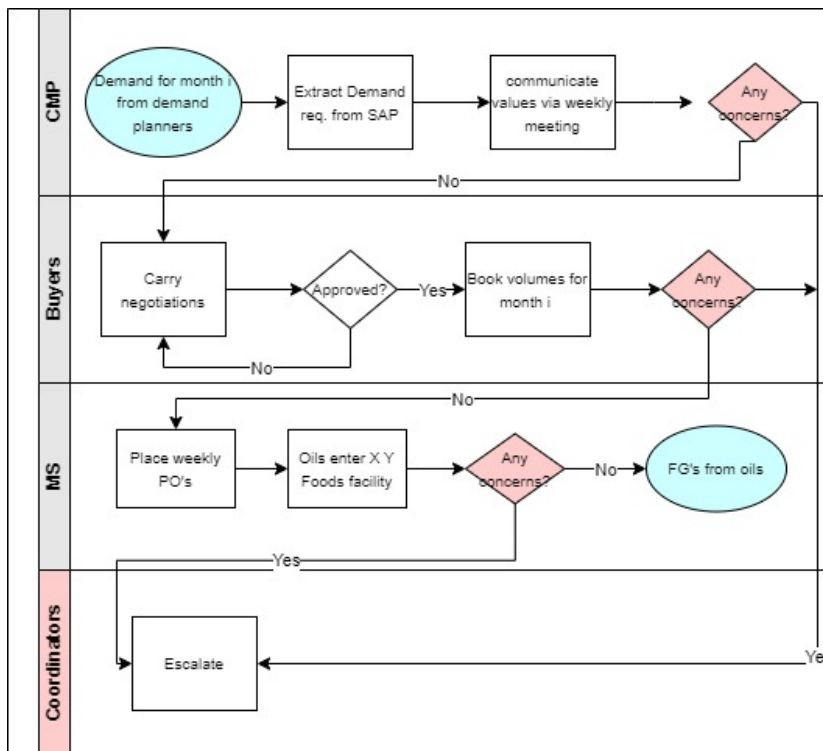 CMP
Demand for month i
from demand
planners
Extract Demand
req. from SAP
communicate
values via weekly
meeting
Any
concerns?
No
Buyers
Carry
negotiations
Approved?
Yes
Book volumes for
month i
Any
concerns?
No
No
MS
Place weekly
PO's
Oils enter X Y
Foods facility
Any
concerns?
No
FG's from oils
Yes
Coordinators
Escalate
Ye